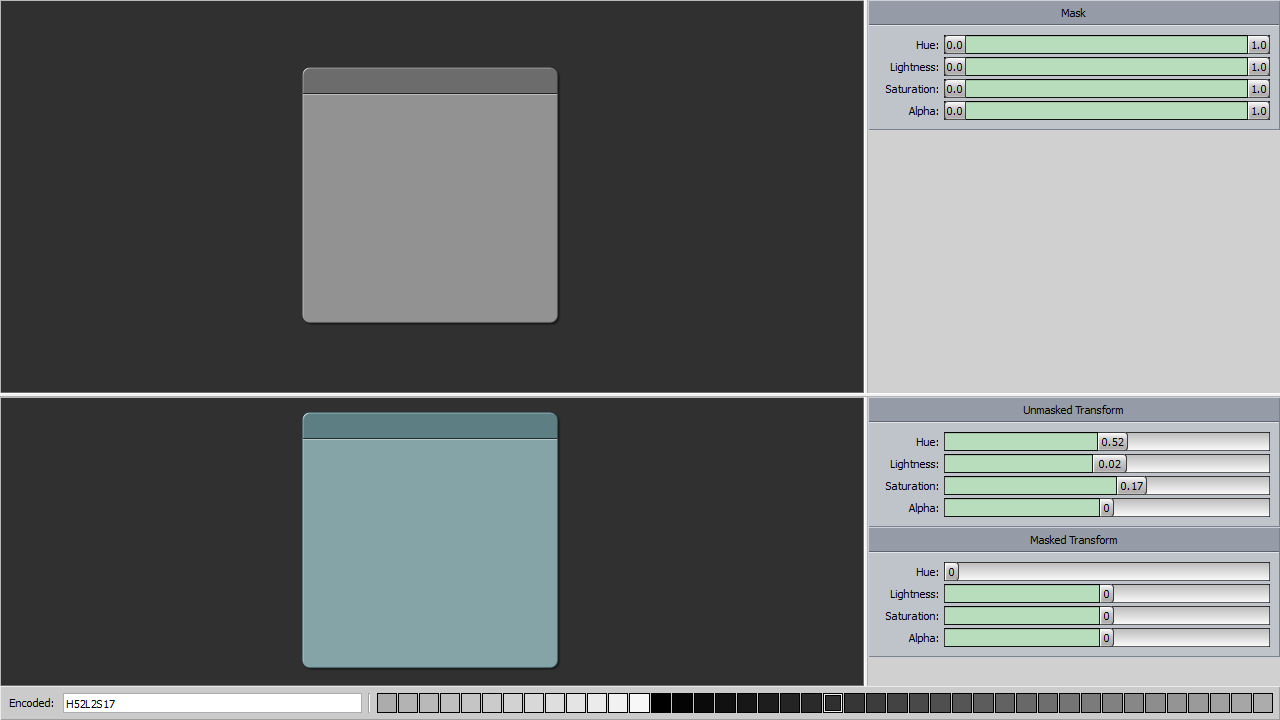 Mask
Hue: 0.0 1.0
Lightness: 0.0 1.0
Saturation: 0.0 1.0
Alpha: 0.0 1.0
Unmasked Transform
Hue: 0.52
Lightness: 0.02
Saturation: 0.17
Alpha: 0
Masked Transform
Hue: 0
Lightness: 0
Saturation: 0
Alpha: 0
Encoded: H52L2S17